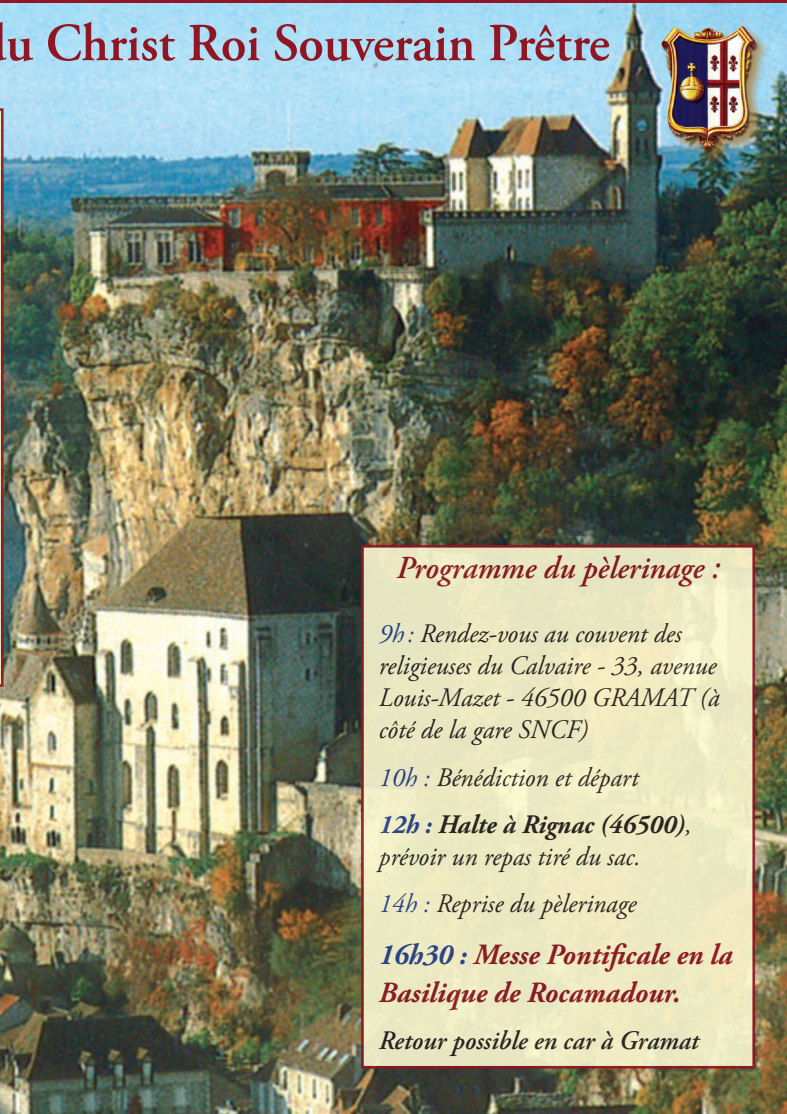 du Christ Roi Souverain Prêtre
Programme du pèlerinage :
9h : Rendez-vous au couvent des
religieuses du Calvaire - 33, avenue
Louis-Mazet - 46500 GRAMAT (à
côté de la gare SNCF)
10h : Bénédiction et départ
12h : Halte à Rignac (46500),
prévoir un repas tiré du sac.
14h : Reprise du pèlerinage
16h30 : Messe Pontificale en la
Basilique de Rocamadour.
Retour possible en car à Gramat